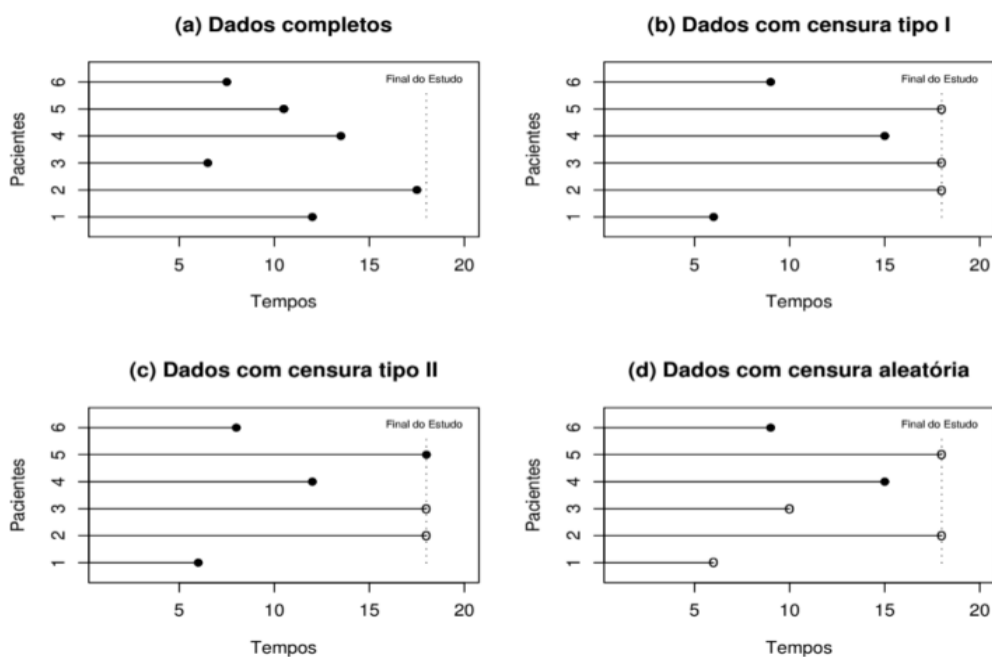 (a) Dados completos
Final do Estudo
Pacientes
6
5
4
3
2
1
5 10 15 20
Tempos
(b) Dados com censura tipo I
Final do Estudo
Pacientes
6
5
4
3
2
1
5 10 15 20
Tempos
(c) Dados com censura tipo II
Final do Estudo
Pacientes
6
5
4
3
2
1
5 10 15 20
Tempos
(d) Dados com censura aleatória
Final do Estudo
Pacientes
6
5
4
3
2
1
5 10 15 20
Tempos